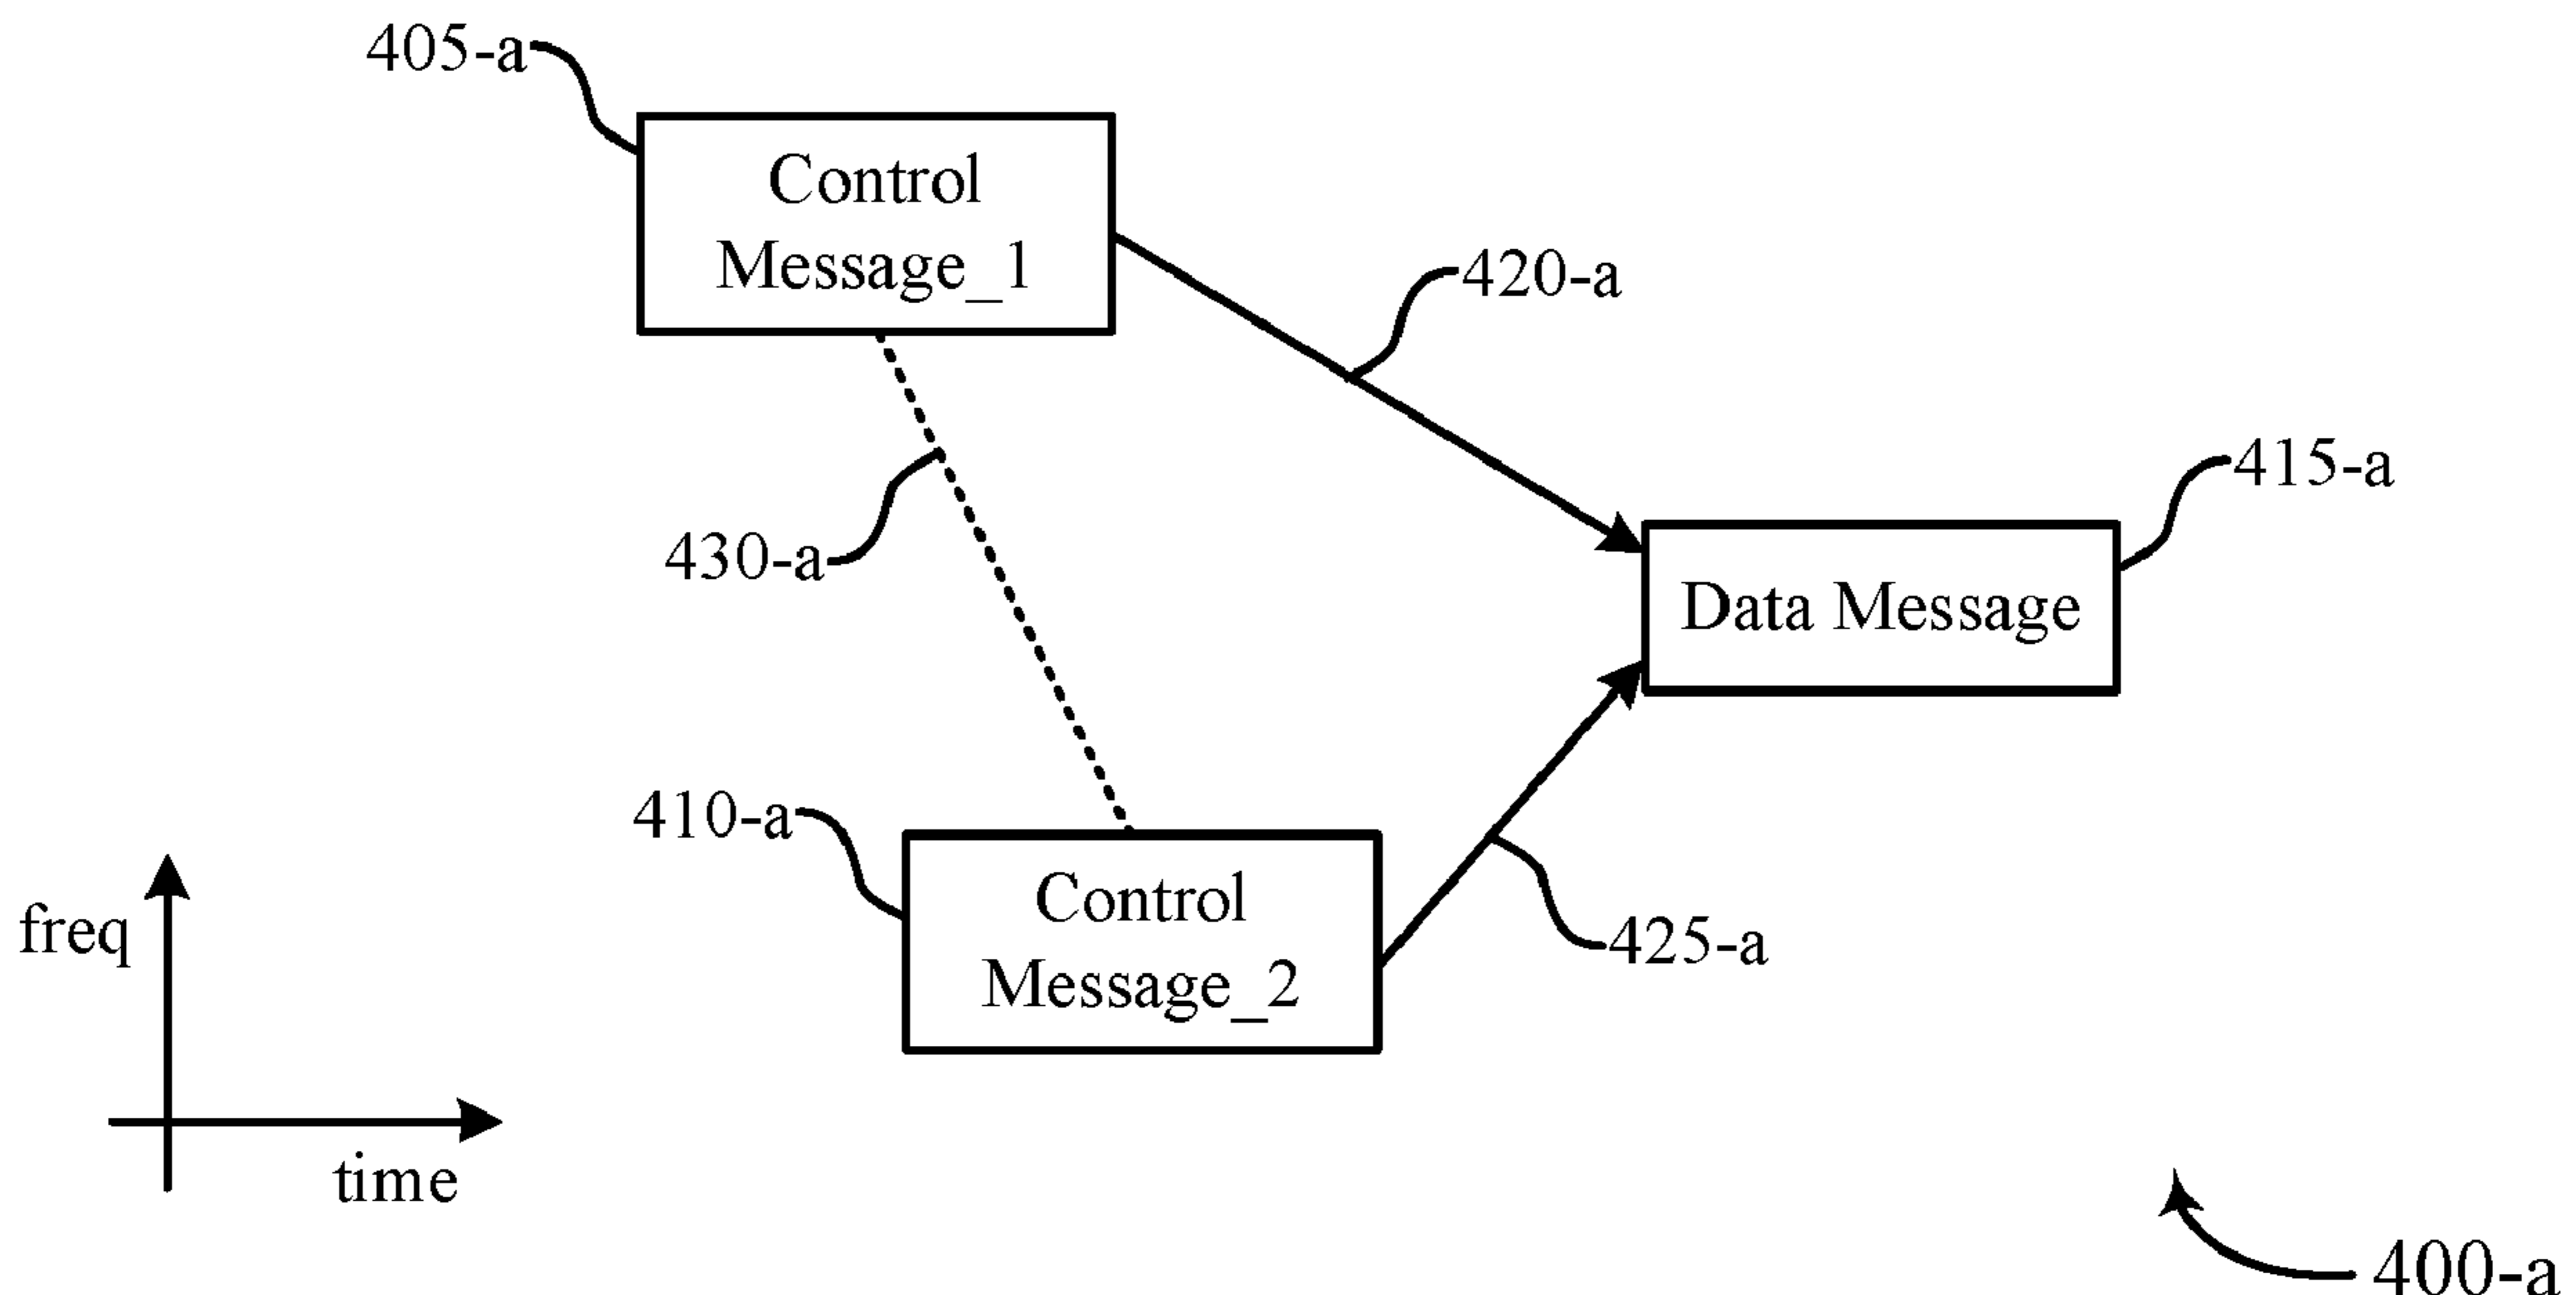 405-a
Control
Message_1
420-a
415-a
430-a
Data Message
410-a
Control
Message_2
freq
425-a
time
400-a